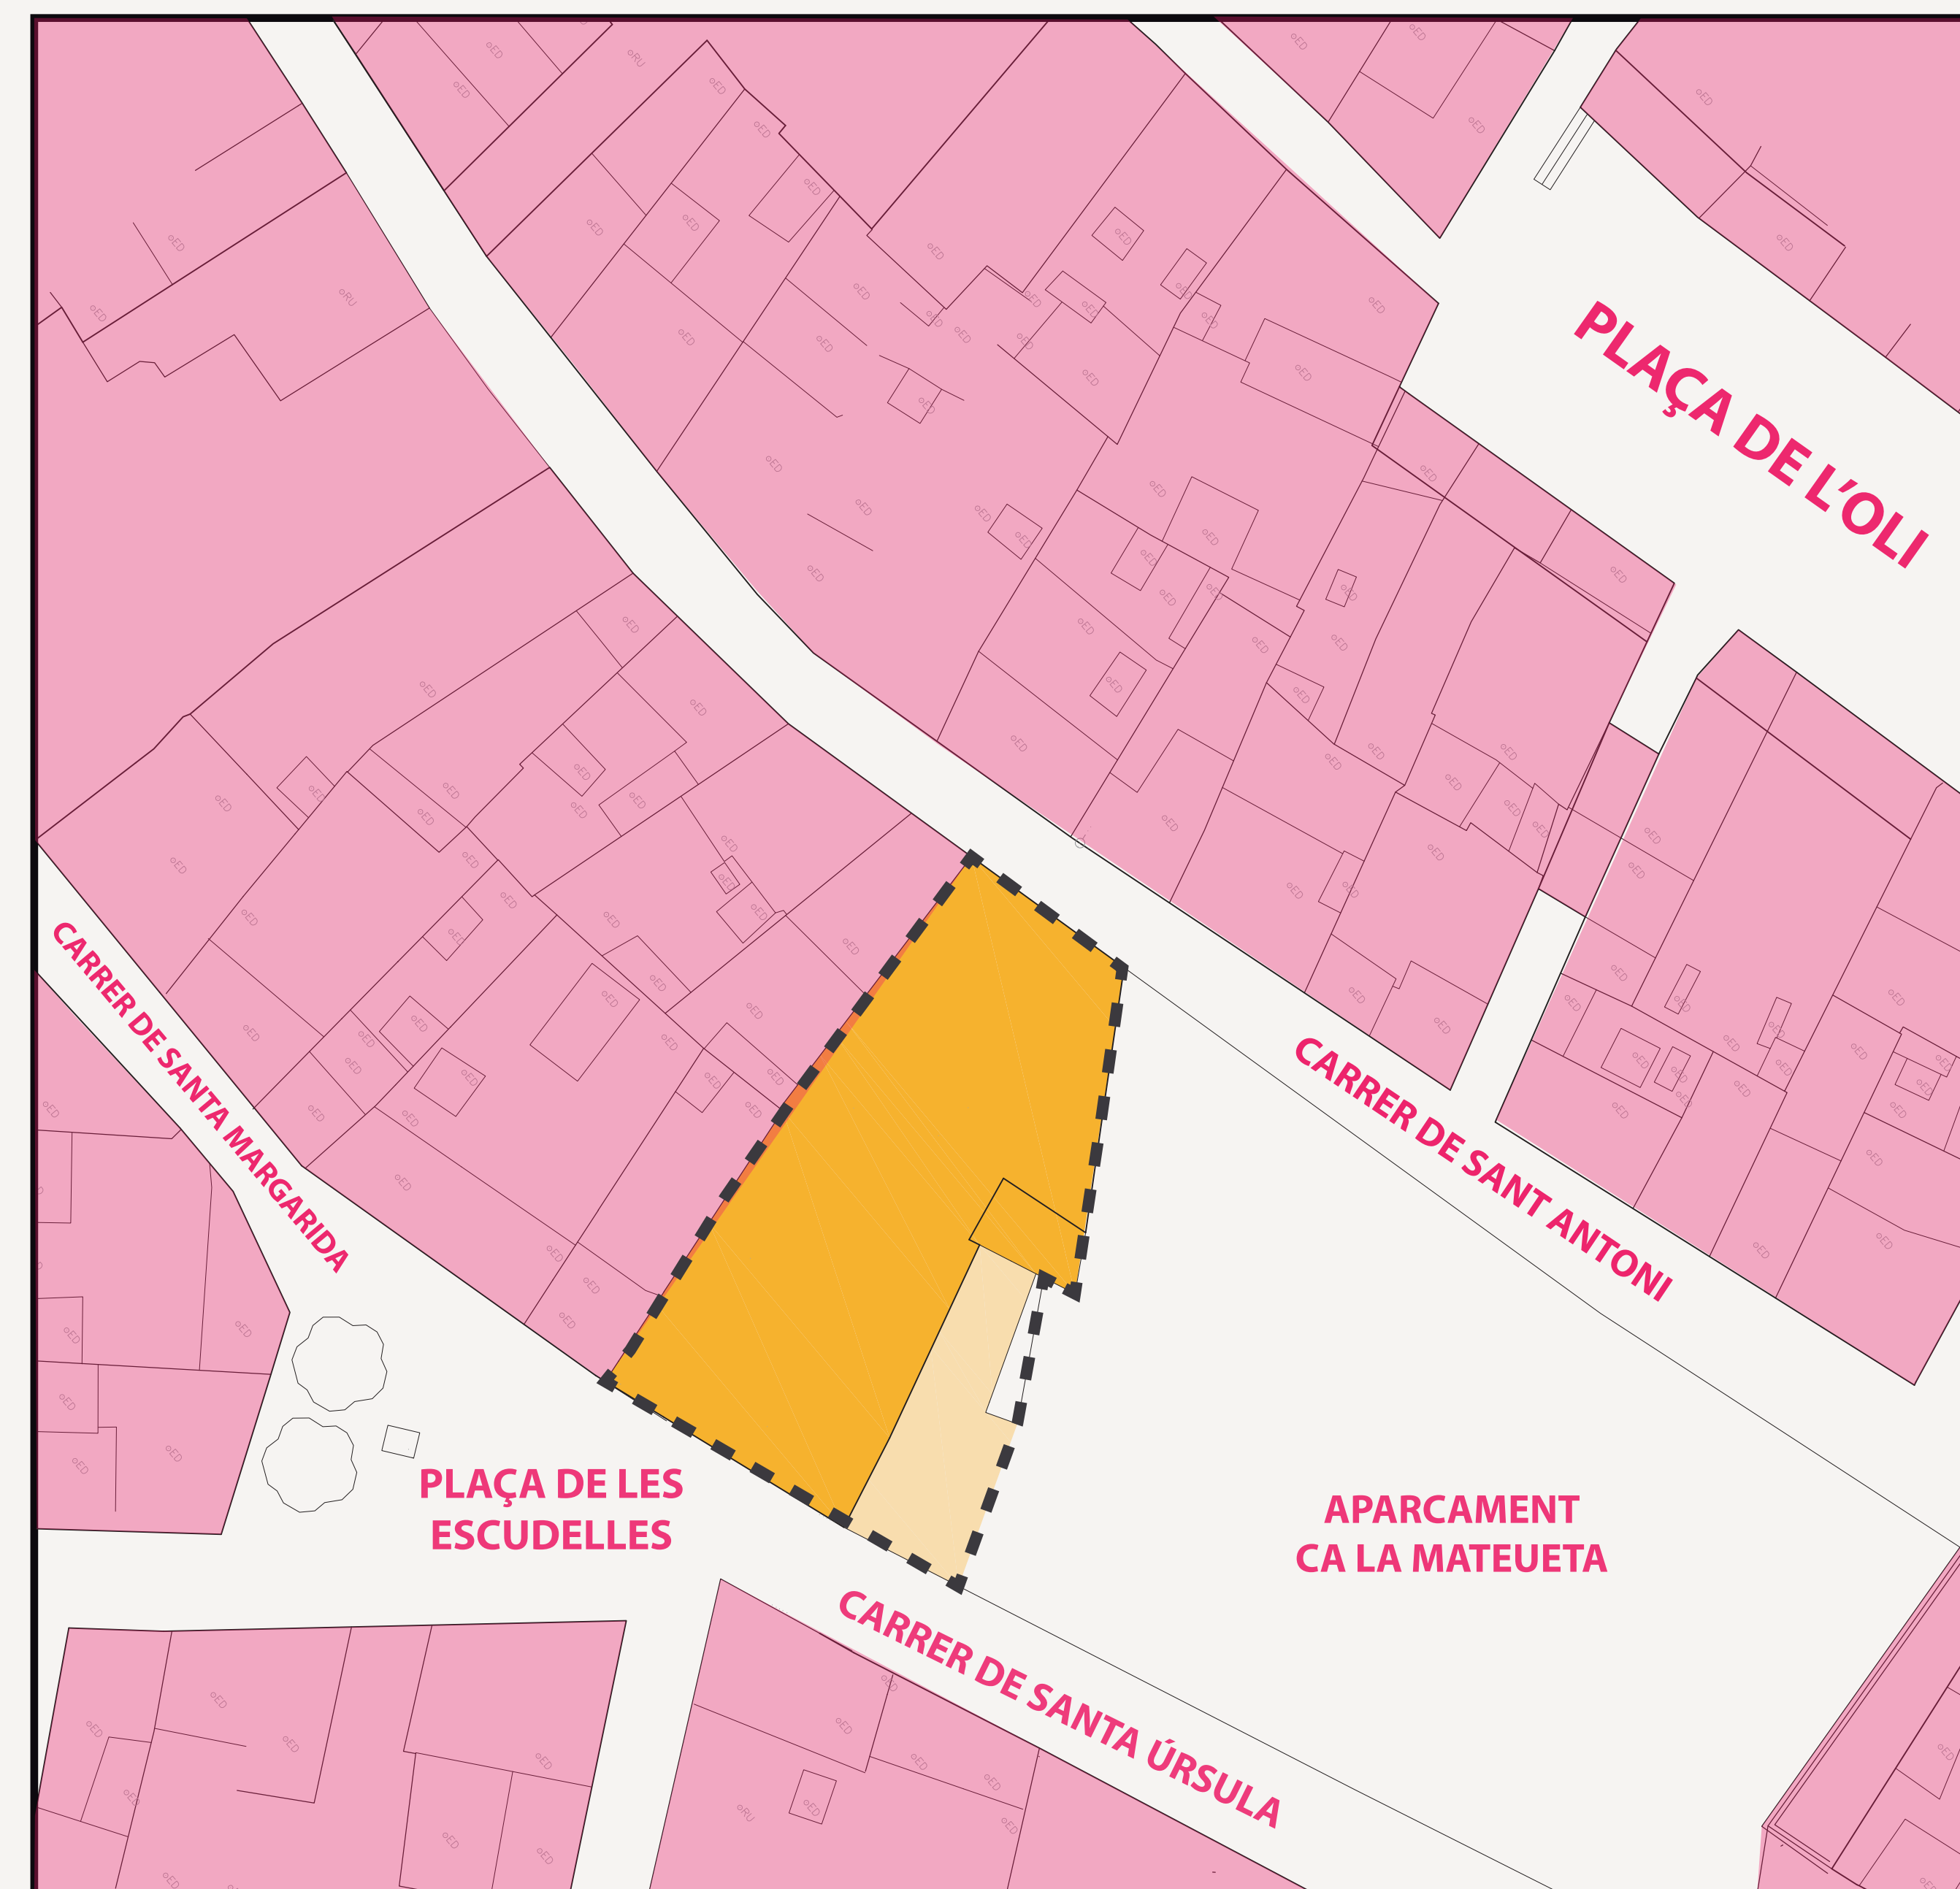 PLAÇA DE L'OLI
CARRER DE SANTA MARGARIDA
CARRER DE SANT ANTONI
PLAÇA DE LES
ESCUDELLES
APARCAMENT
CA LA MATEUETA
CARRER DE SANTA ÚRSULA